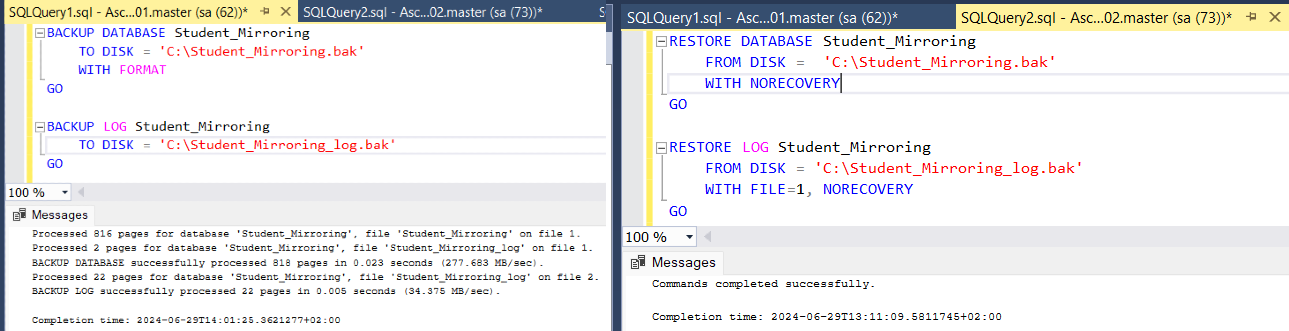 SQLQuery1.sql - Asc...01.master (sa (62))*
SQLQuery2.sql - Asc...02.master (sa (73))*
S
BACKUP DATABASE Student_Mirroring
TO DISK = 'C:\Student_Mirroring.bak'
WITH FORMAT
GO
BACKUP LOG Student_Mirroring
TO DISK = 'C:\Student_Mirroring_log.bak'
GO
100 %
Messages
Processed 816 pages for database 'Student_Mirroring', file 'Student_Mirroring' on file 1.
Processed 2 pages for database 'Student_Mirroring', file 'Student_Mirroring_log' on file 1.
BACKUP DATABASE successfully processed 818 pages in 0.023 seconds (277.683 MB/sec).
Processed 22 pages for database 'Student_Mirroring', file 'Student_Mirroring_log' on file 2.
BACKUP LOG successfully processed 22 pages in 0.005 seconds (34.375 MB/sec).
Completion time: 2024-06-29T14:01:25.3621277+02:00
SQLQuery1.sql - Asc...01.master (sa (62))*
SQLQuery2.sql - Asc...02.master (sa (73))*
RESTORE DATABASE Student_Mirroring
FROM DISK =  'C:\Student_Mirroring.bak'
WITH NORECOVERY
GO
RESTORE LOG Student_Mirroring
FROM DISK = 'C:\Student_Mirroring_log.bak'
WITH FILE=1, NORECOVERY
GO
100 %
Messages
Commands completed successfully.
Completion time: 2024-06-29T13:11:09.5811745+02:00